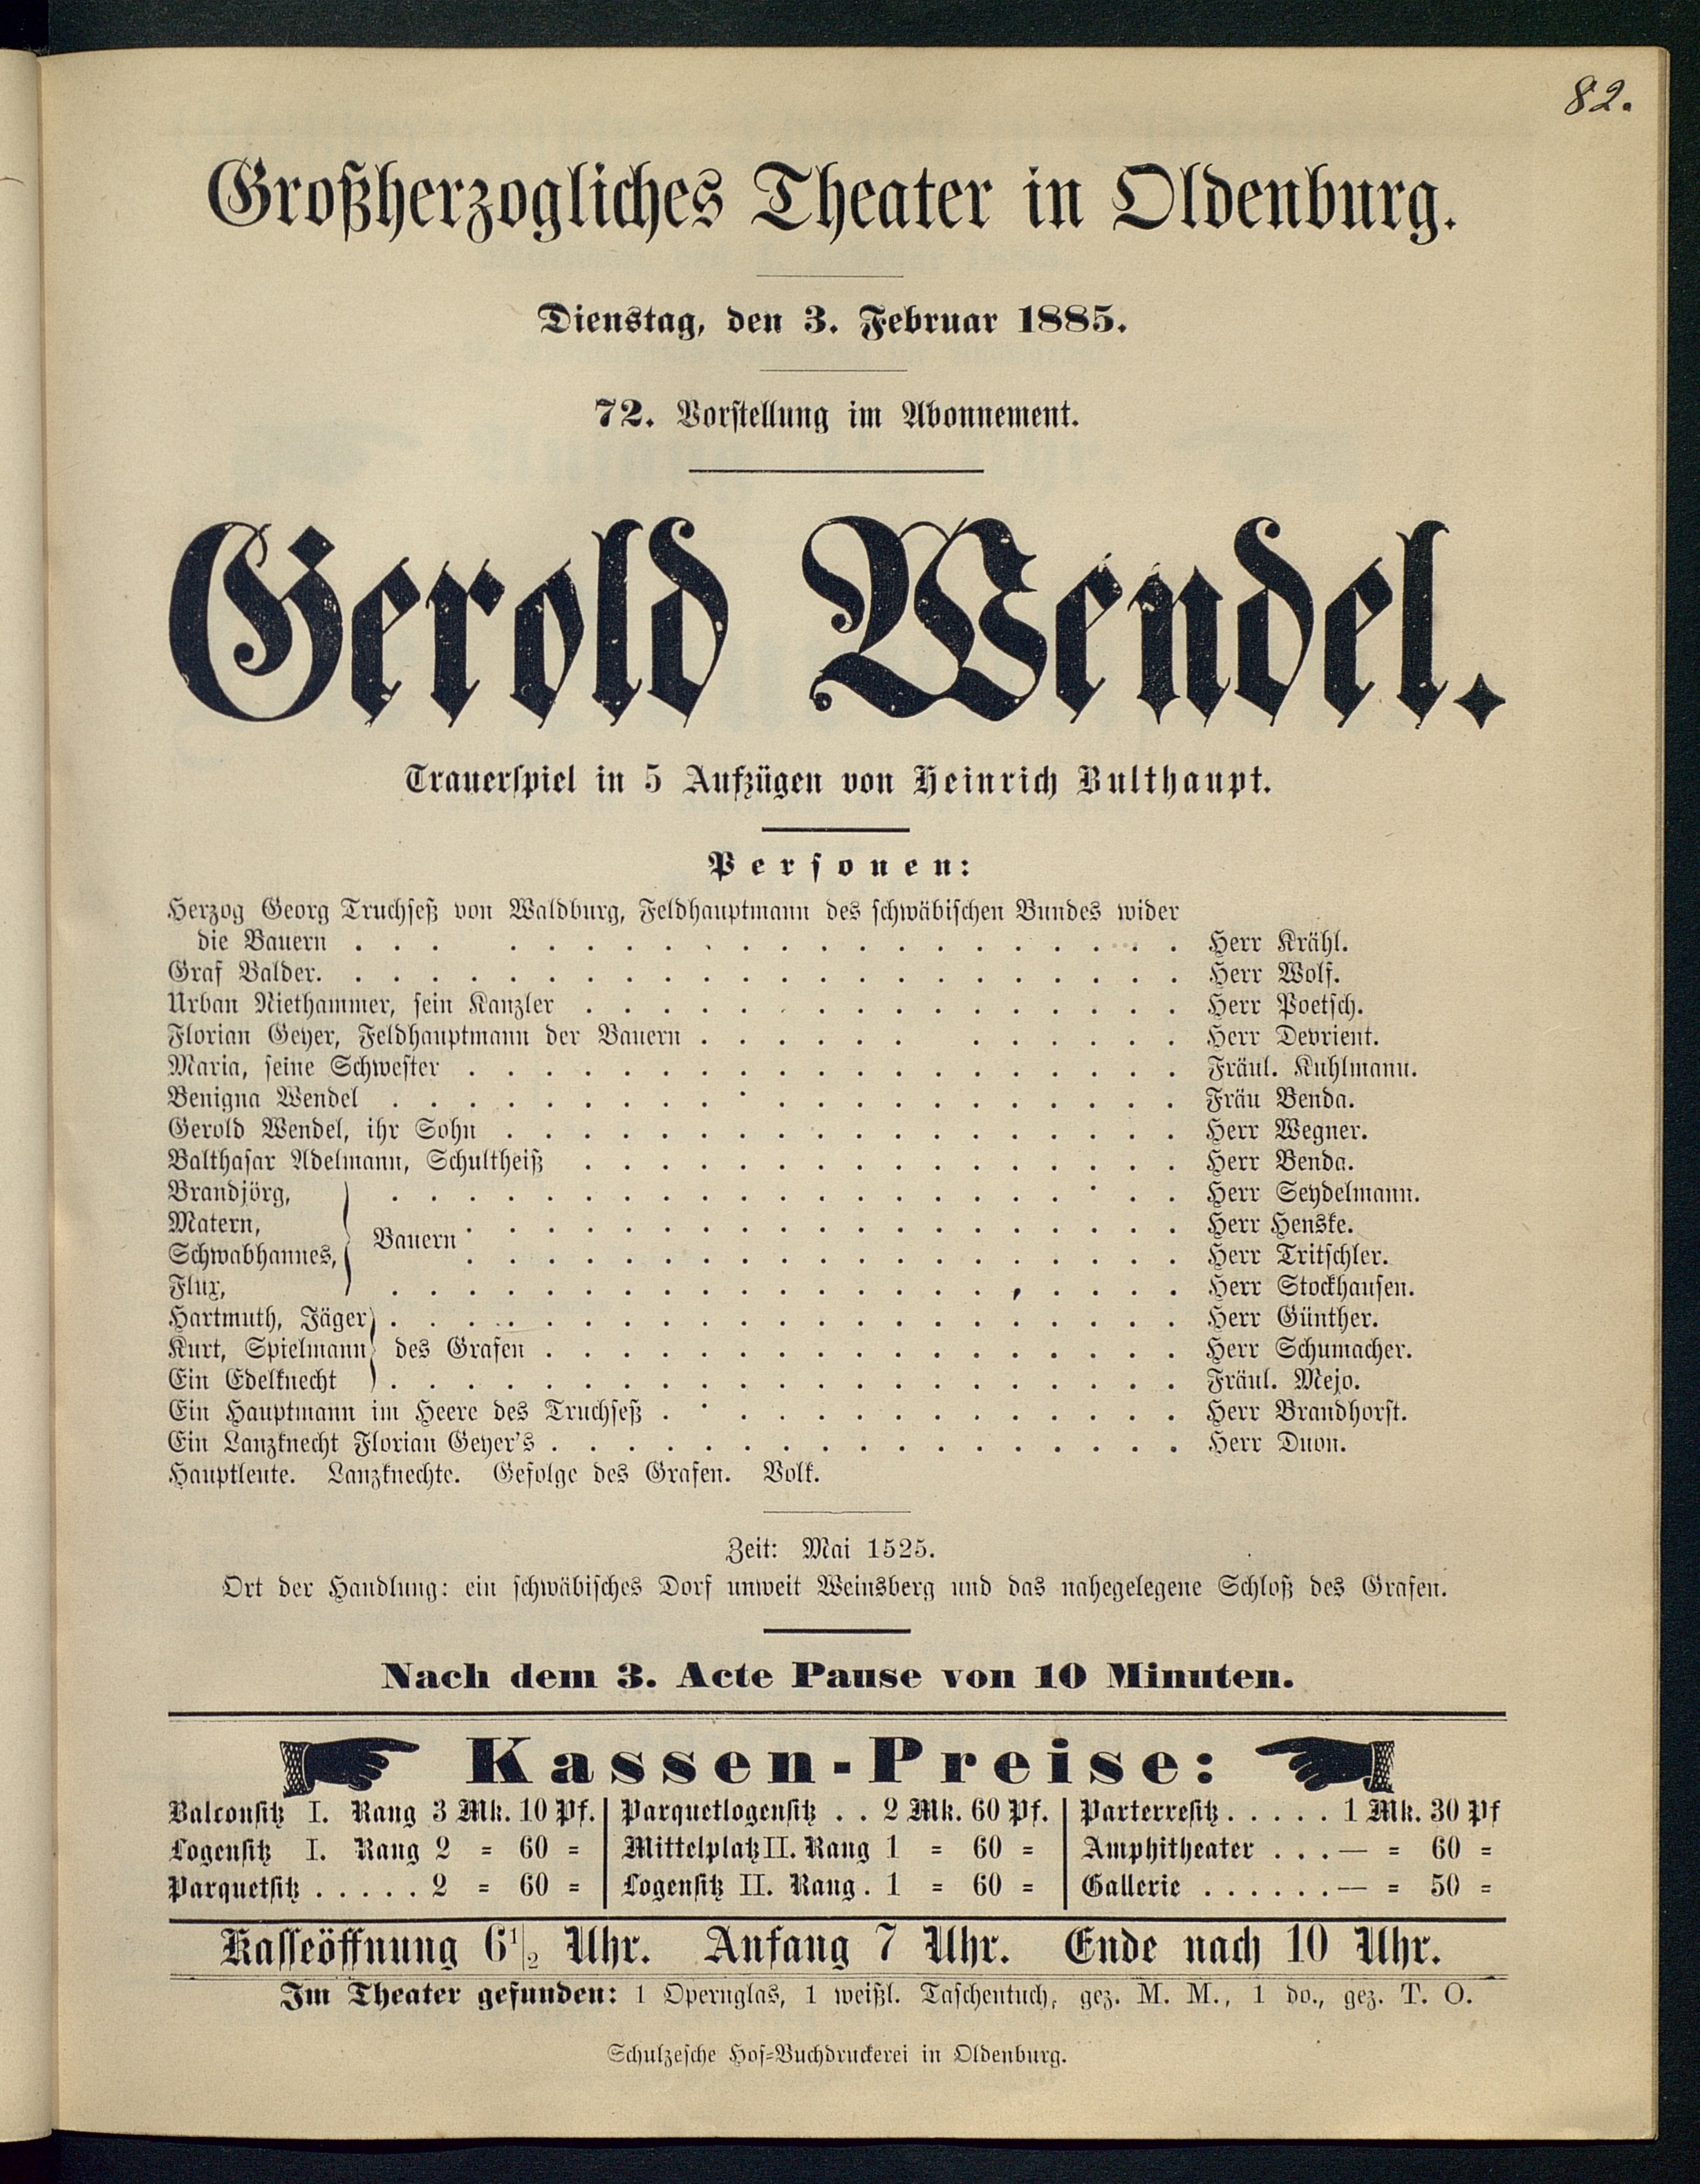 82.
Großherzogliches Theater in Oldenburg.
Dienstag, den 3. Februar 1885.
72. Vorstellung im Abonnement.
Gerold Wendel.
Trauerspiel in 5 Aufzügen von Heinrich Bulthaupt.
Personen:
Herzog Georg Truchseß von Waldburg, Feldhauptmann des schwäbischen Bundes wider
die Bauern . . . . . . . . . . . . . . . . . . . . . Herr Krähl.
Graf Balder. . . . . . . . . . . . . . . . . . . . . . . Herr Wolf.
Urban Niethammer, sein Kanzler . . . . . . . . . . . . . . . . Herr Poetsch.
Florian Geyer, Feldhauptmann der Bauern . . . . . . . . . . . . Herr Devrient.
Maria, seine Schwester . . . . . . . . . . . . . . . . . . . Fräul. Kuhlmann.
Benigna Wendel . . . . . . . . . . . . . . . . . . . . . Fräu Benda.
Gerold Wendel, ihr Sohn . . . . . . . . . . . . . . . . . . Herr Wegner.
Balthasar Adelmann, Schultheiß . . . . . . . . . . . . . . . . Herr Benda.
Brandjörg, . . . . . . . . . . . . . . . . . . . . . Herr Seydelmann.
Matern, . . . . . . . . . . . . . . . . . . . Herr Henske.
Bauern
Schwabhannes, . . . . . . . . . . . . . . . . . . . Herr Tritschler.
Flux, . . . . . . . . . . . . . . . . . . . . . Herr Stockhausen.
Hartmuth, Jäger . . . . . . . . . . . . . . . . . . . . . Herr Günther.
Kurt, Spielmann des Grafen . . . . . . . . . . . . . . . . . Herr Schumacher.
Ein Edelknecht . . . . . . . . . . . . . . . . . . . . . Fräul. Mejo.
Ein Hauptmann im Heere des Truchseß . . . . . . . . . . . . . . Herr Brandhorst.
Ein Lanzknecht Florian Geyer's . . . . . . . . . . . . . . . . . Herr Duon.
Hauptleute. Lanzknechte. Gefolge des Grafen. Volk.
Zeit: Mai 1525.
Ort der Handlung: ein schwäbisches Dorf unweit Weinsberg und das nahegelegene Schloß des Grafen.
Nach dem 3. Acte Pause von 10 Minuten.
Kassen-Preise:
Balconsitz I. Rang 3 Mk. 10 Pf. Parquetlogensitz . . 2 Mk. 60 Pf. Parterresitz . . . . . 1 Mk. 30 Pf
Logensitz I. Rang 2 = 60 = Mittelplatz II. Rang 1 = 60 = Amphitheater . . . — = 60 =
Parquetsitz . . . . . 2 = 60 = Logensitz II. Rang . 1 = 60 = Gallerie . . . . . . — = 50 =
Kasseöffnung 6 1/2 Uhr. Anfang 7 Uhr. Ende nach 10 Uhr.
Im Theater gefunden: 1 Opernglas, 1 weißl. Taschentuch, gez. M. M., 1 do., gez. T. O.
Schulzesche Hof=Buchdruckerei in Oldenburg.